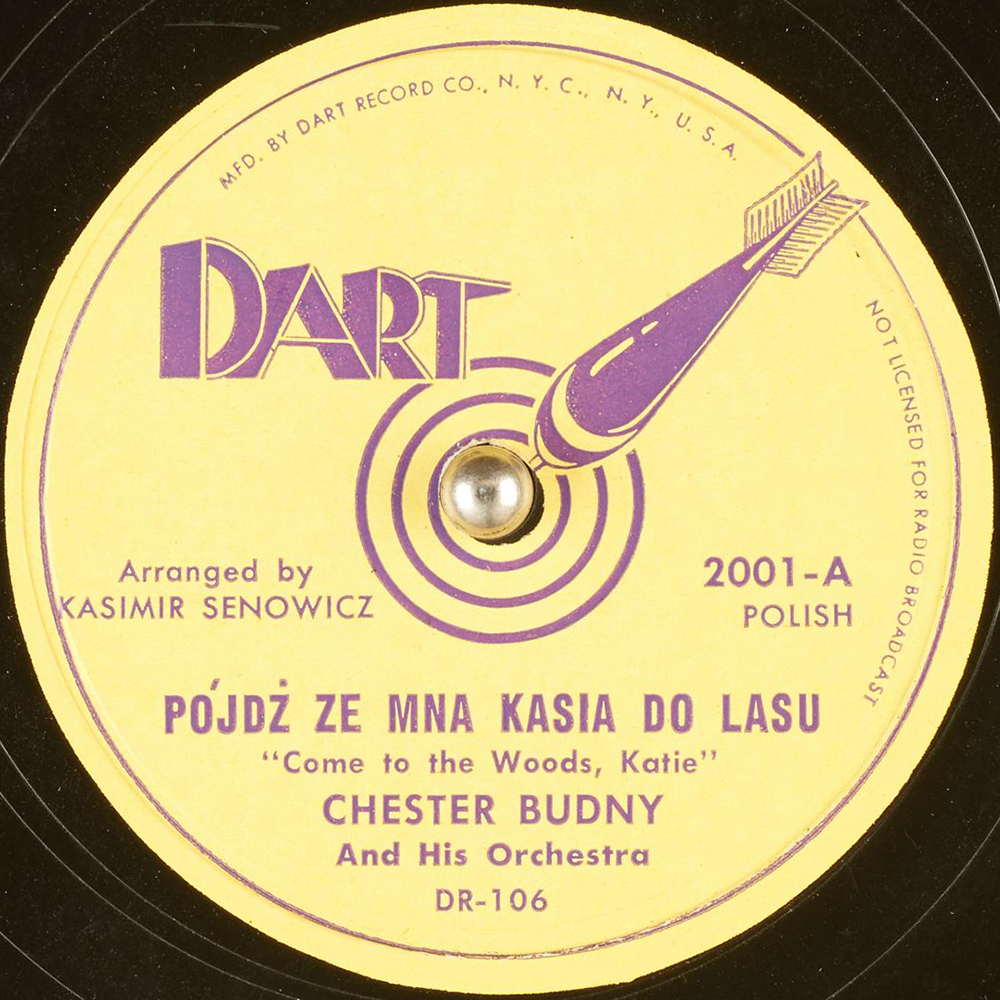 MFD. BY DART RECORD CO., N. Y. C., N. Y., U. S. A.
DART
NOT LICENSED FOR RADIO BROADCAST
Arranged by
KASIMIR SENOWICZ
2001-A
POLISH
PÓJDŻ ZE MNA KASIA DO LASU
“Come to the Woods, Katie”
CHESTER BUDNY
And His Orchestra
DR-106